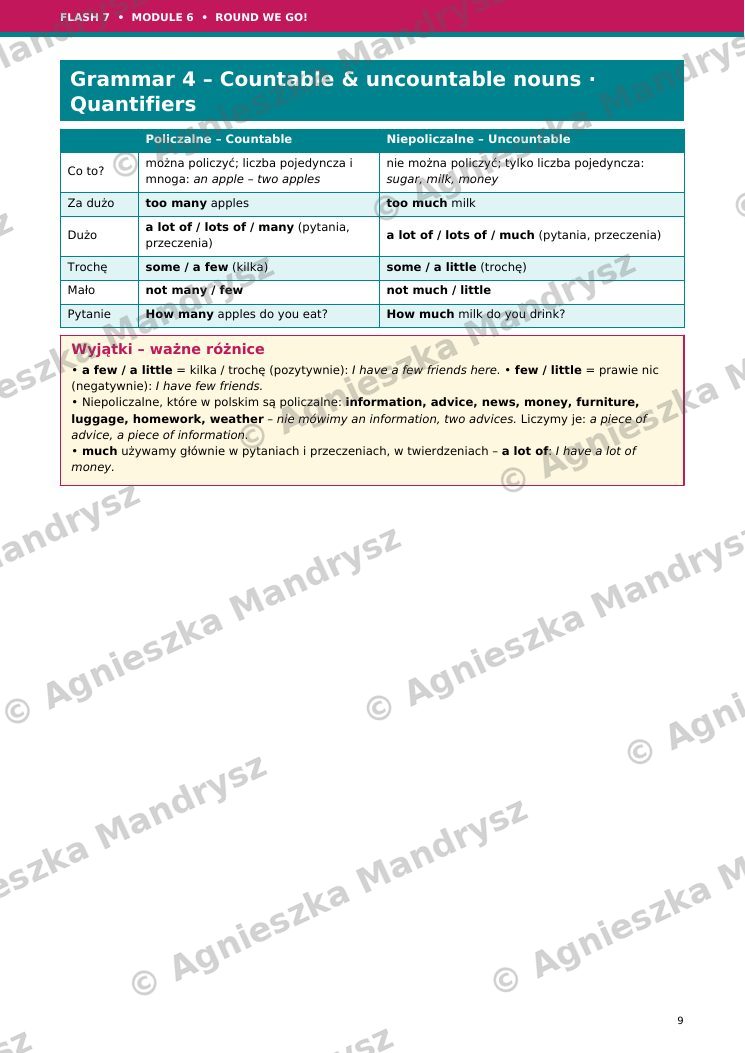 FLASH 7 • MODULE 6 • ROUND WE GO!
Grammar 4 – Countable & uncountable nouns ·
Quantifiers
Policzalne – Countable Niepoliczalne – Uncountable
Co to? można policzyć; liczba pojedyncza i mnoga: an apple – two apples nie można policzyć; tylko liczba pojedyncza: sugar, milk, money
Za dużo too many apples too much milk
Dużo a lot of / lots of / many (pytania, przeczenia) a lot of / lots of / much (pytania, przeczenia)
Trochę some / a few (kilka) some / a little (trochę)
Mało not many / few not much / little
Pytanie How many apples do you eat? How much milk do you drink?
Wyjątki – ważne różnice
• a few / a little = kilka / trochę (pozytywnie): I have a few friends here. • few / little = prawie nic
(negatywnie): I have few friends.
• Niepoliczalne, które w polskim są policzalne: information, advice, news, money, furniture,
luggage, homework, weather – nie mówimy an information, two advices. Liczymy je: a piece of
advice, a piece of information.
• much używamy głównie w pytaniach i przeczeniach, w twierdzeniach – a lot of: I have a lot of
money.
© Agnieszka Mandrysz
9